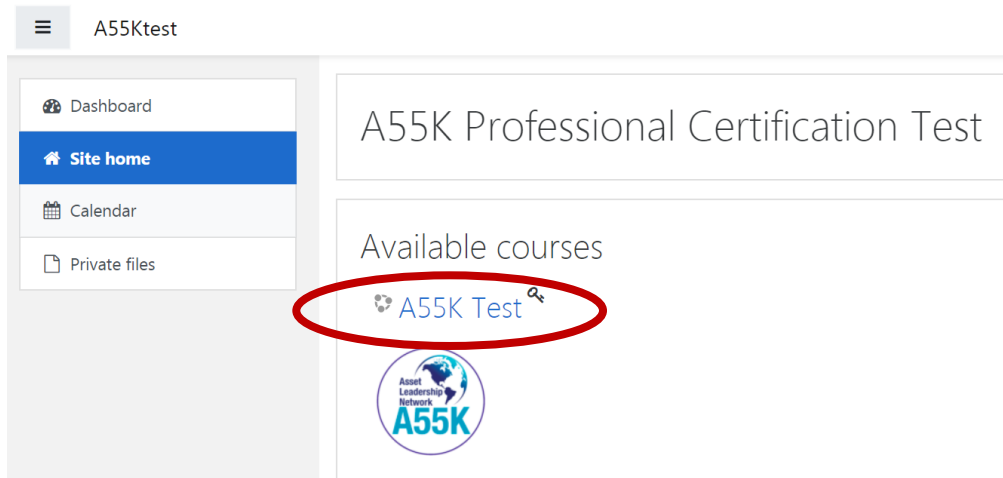 A55Ktest
Dashboard
Site home
Calendar
Private files
A55K Professional Certification Test
Available courses
A55K Test
Asset
Leadership
Network
A55K